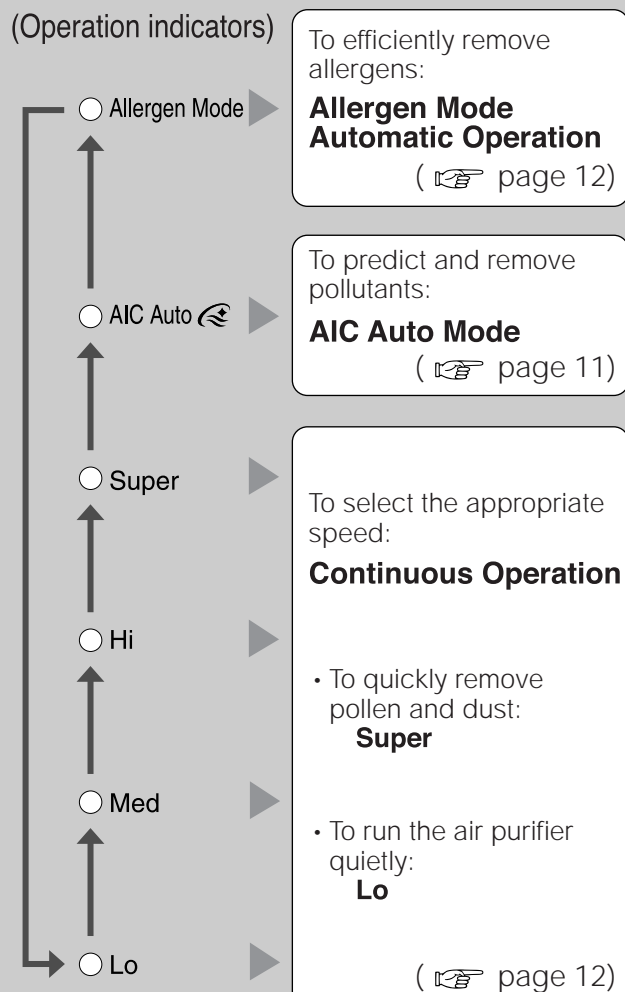 (Operation indicators)
To efficiently remove
allergens:
Allergen Mode
Allergen Mode
Automatic Operation
( page 12)
To predict and remove
pollutants:
AIC Auto
AIC Auto Mode
( page 11)
Super
To select the appropriate
speed:
Continuous Operation
Hi
• To quickly remove
pollen and dust:
Super
Med
• To run the air purifier
quietly:
Lo
Lo
( page 12)